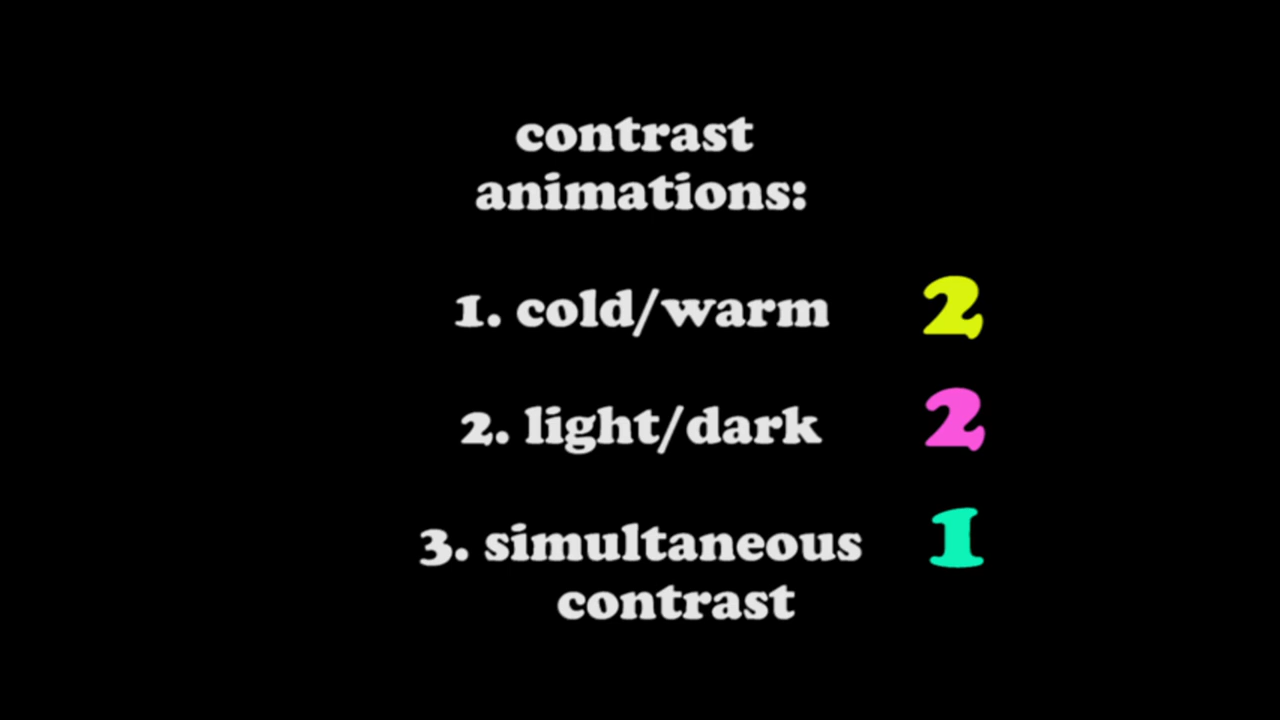 contrast
animations:
1. cold/warm 2
2. light/dark 2
3. simultaneous 1
contrast